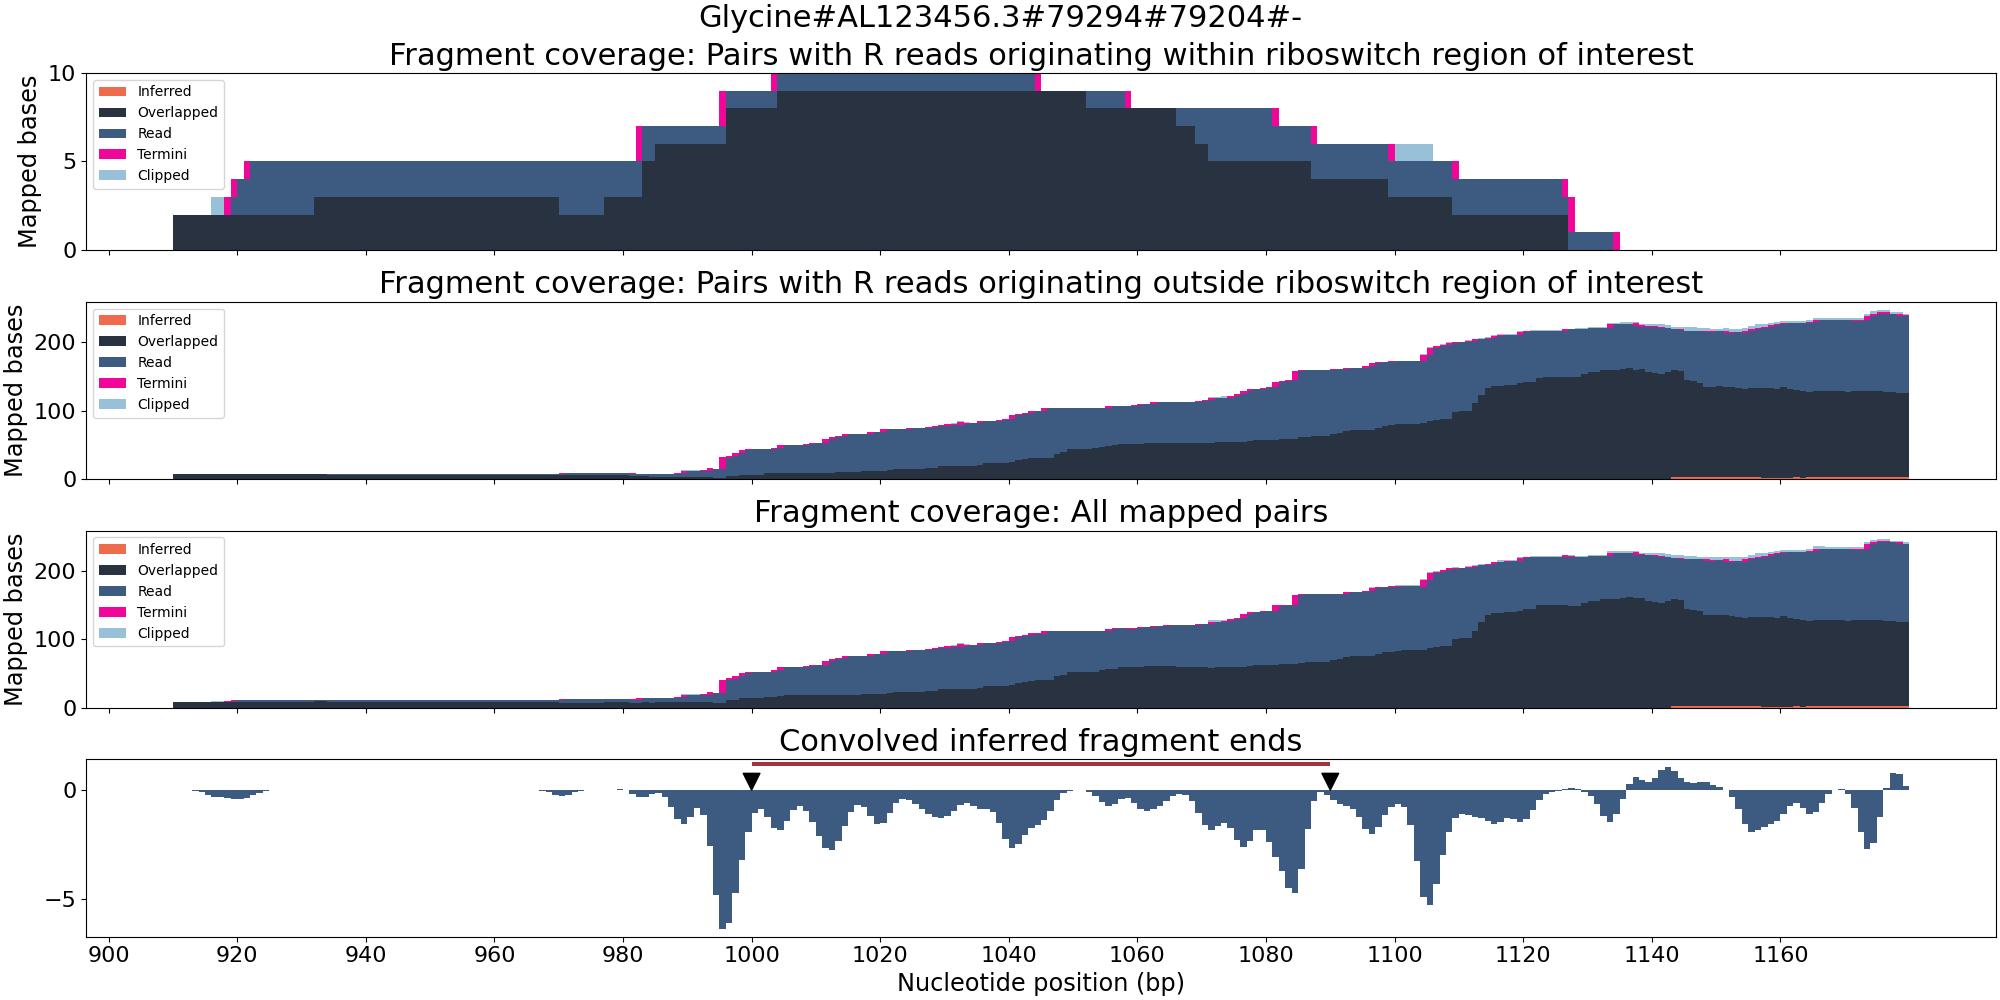 Glycine#AL123456.3#79294#79204#-
Fragment coverage: Pairs with R reads originating within riboswitch region of interest
Mapped bases
10
5
0
Inferred
Overlapped
Read
Termini
Clipped
Fragment coverage: Pairs with R reads originating outside riboswitch region of interest
Mapped bases
200
100
0
Inferred
Overlapped
Read
Termini
Clipped
Fragment coverage: All mapped pairs
Mapped bases
200
100
0
Inferred
Overlapped
Read
Termini
Clipped
Convolved inferred fragment ends
0
−5
900 920 940 960 980 1000 1020 1040 1060 1080 1100 1120 1140 1160
Nucleotide position (bp)